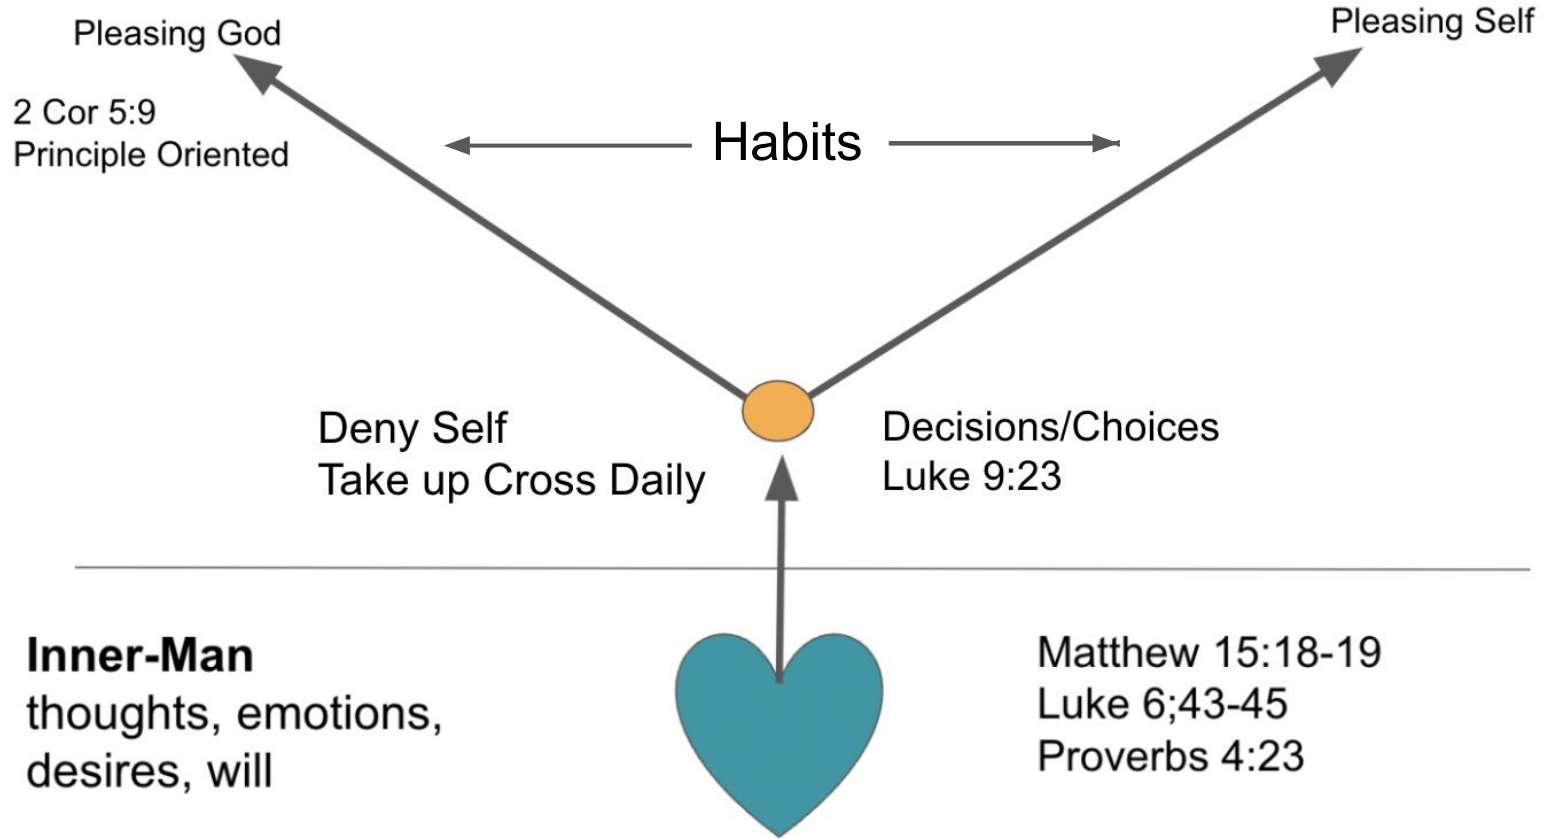 Pleasing God
Pleasing Self
2 Cor 5:9
Principle Oriented
Habits
Deny Self
Take up Cross Daily
Decisions/Choices
Luke 9:23
Inner-Man
thoughts, emotions,
desires, will
Matthew 15:18-19
Luke 6;43-45
Proverbs 4:23